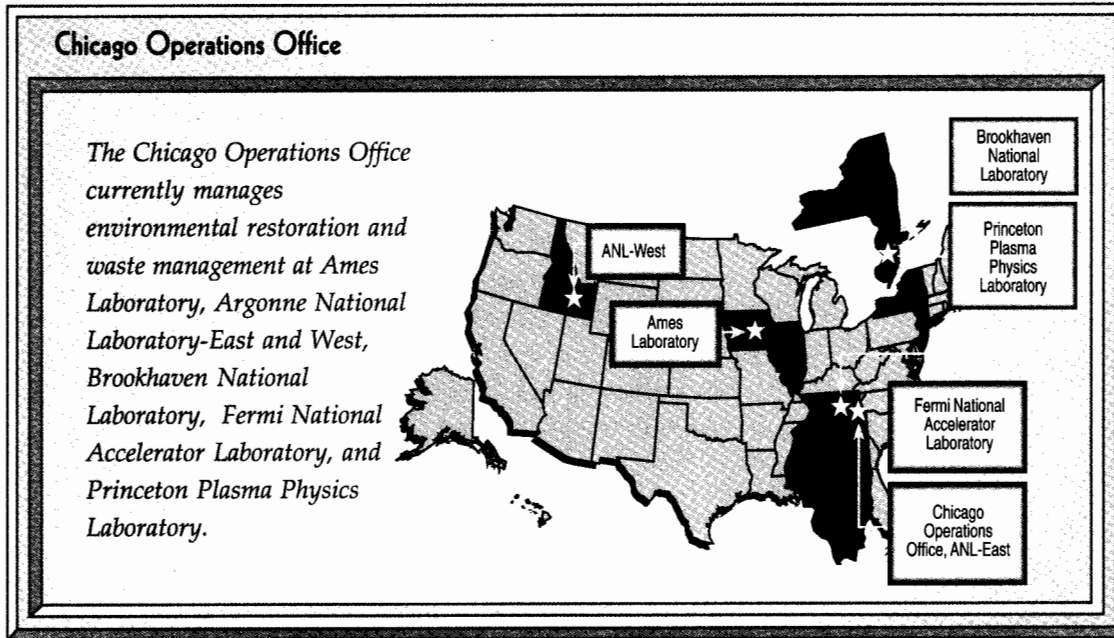 Chicago Operations Office
The Chicago Operations Office
currently manages
environmental restoration and
waste management at Ames
Laboratory, Argonne National
Laboratory-East and West,
Brookhaven National
Laboratory, Fermi National
Accelerator Laboratory, and
Princeton Plasma Physics
Laboratory.
ANL-West
Ames
Laboratory
Brookhaven
National
Laboratory
Princeton
Plasma
Physics
Laboratory
Fermi National
Accelerator
Laboratory
Chicago
Operations
Office, ANL-East